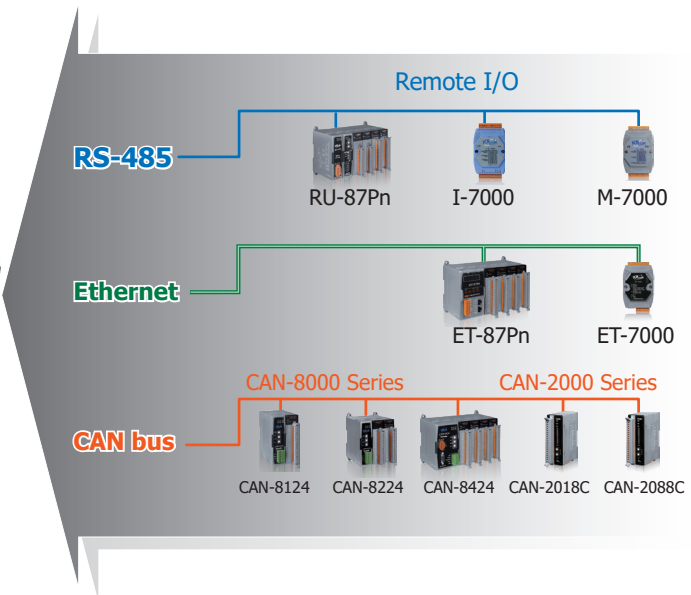 Remote I/O
RS-485
RU-87Pn
I-7000
M-7000
Ethernet
ET-87Pn
ET-7000
CAN-8000 Series
CAN-2000 Series
CAN bus
CAN-8124
CAN-8224
CAN-8424
CAN-2018C
CAN-2088C